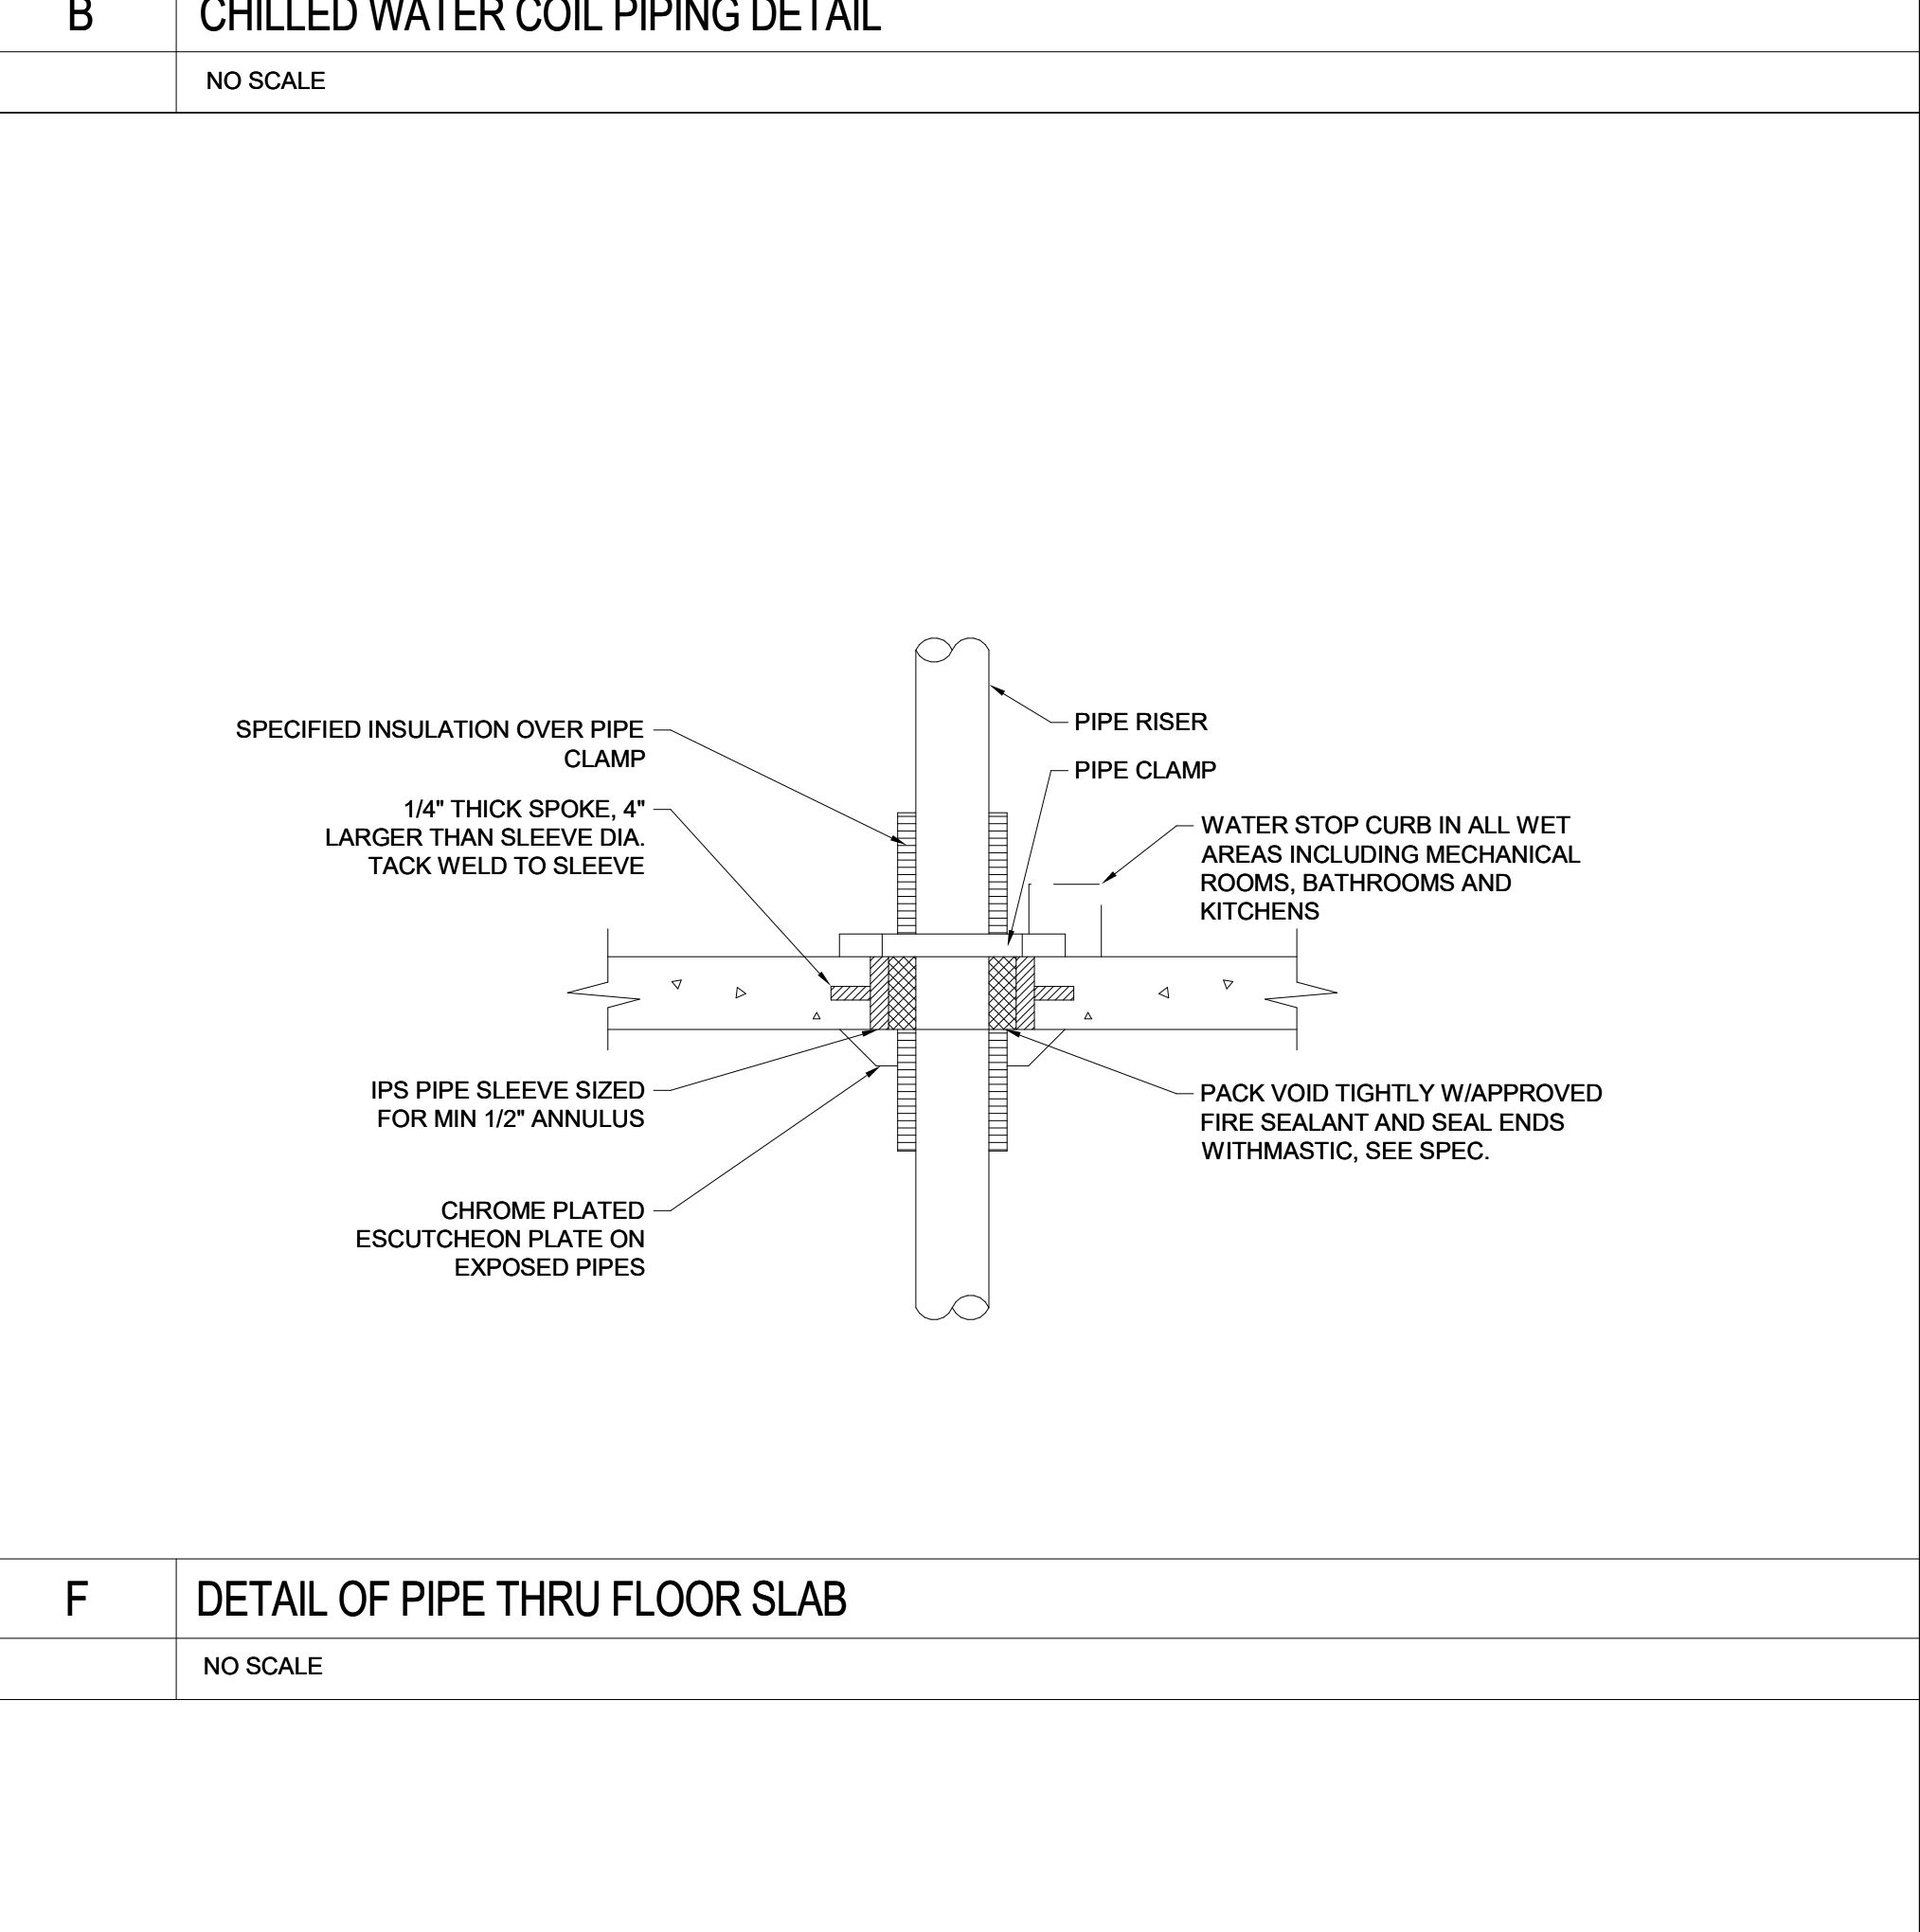 B
CHILLED WATER COIL PIPING DETAIL
NO SCALE
SPECIFIED INSULATION OVER PIPE
CLAMP
1/4" THICK SPOKE, 4"
LARGER THAN SLEEVE DIA.
TACK WELD TO SLEEVE
PIPE RISER
PIPE CLAMP
WATER STOP CURB IN ALL WET
AREAS INCLUDING MECHANICAL
ROOMS, BATHROOMS AND
KITCHENS
IPS PIPE SLEEVE SIZED
FOR MIN 1/2" ANNULUS
CHROME PLATED
ESCUTCHEON PLATE ON
EXPOSED PIPES
PACK VOID TIGHTLY W/APPROVED
FIRE SEALANT AND SEAL ENDS
WITHMASTIC, SEE SPEC.
F
DETAIL OF PIPE THRU FLOOR SLAB
NO SCALE